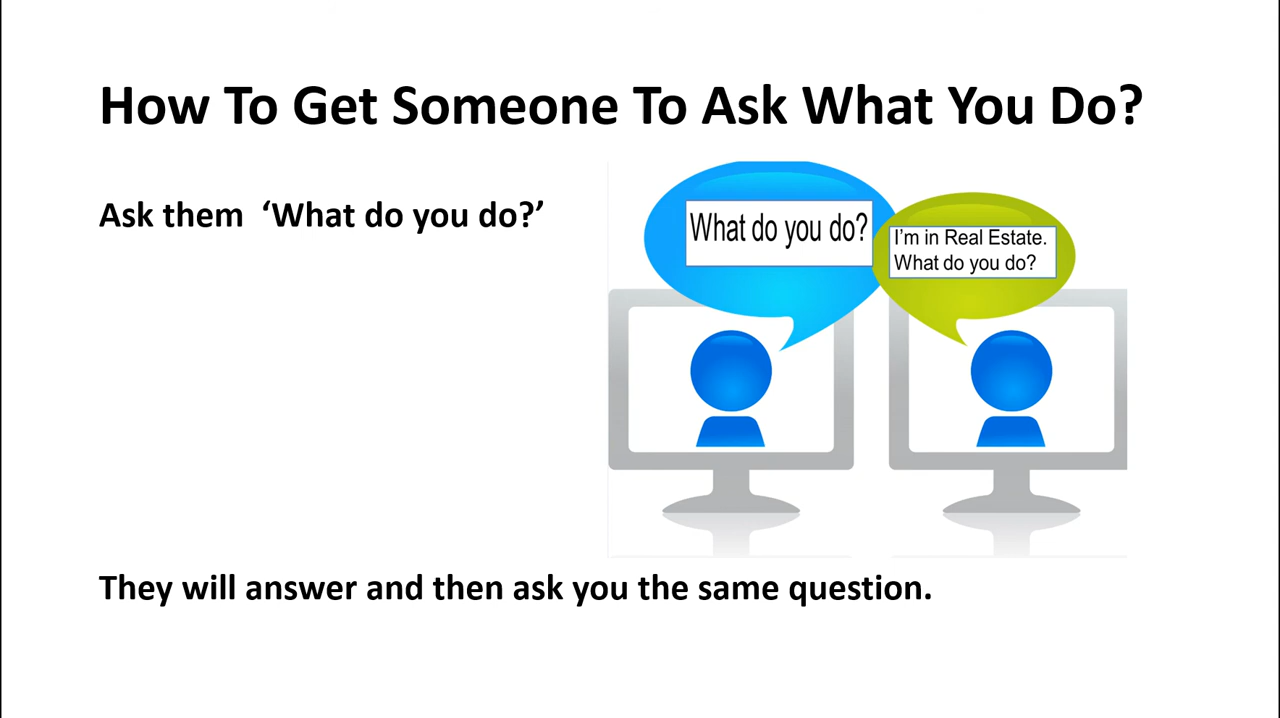 How To Get Someone To Ask What You Do?
Ask them  ‘What do you do?’
What do you do?
I’m in Real Estate.
What do you do?
They will answer and then ask you the same question.